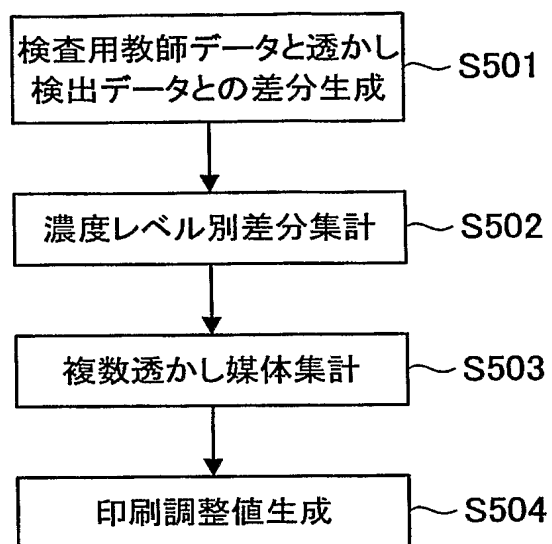 検査用教師データと透かし
検出データとの差分生成
S501
濃度レベル別差分集計
S502
複数透かし媒体集計
S503
印刷調整値生成
S504